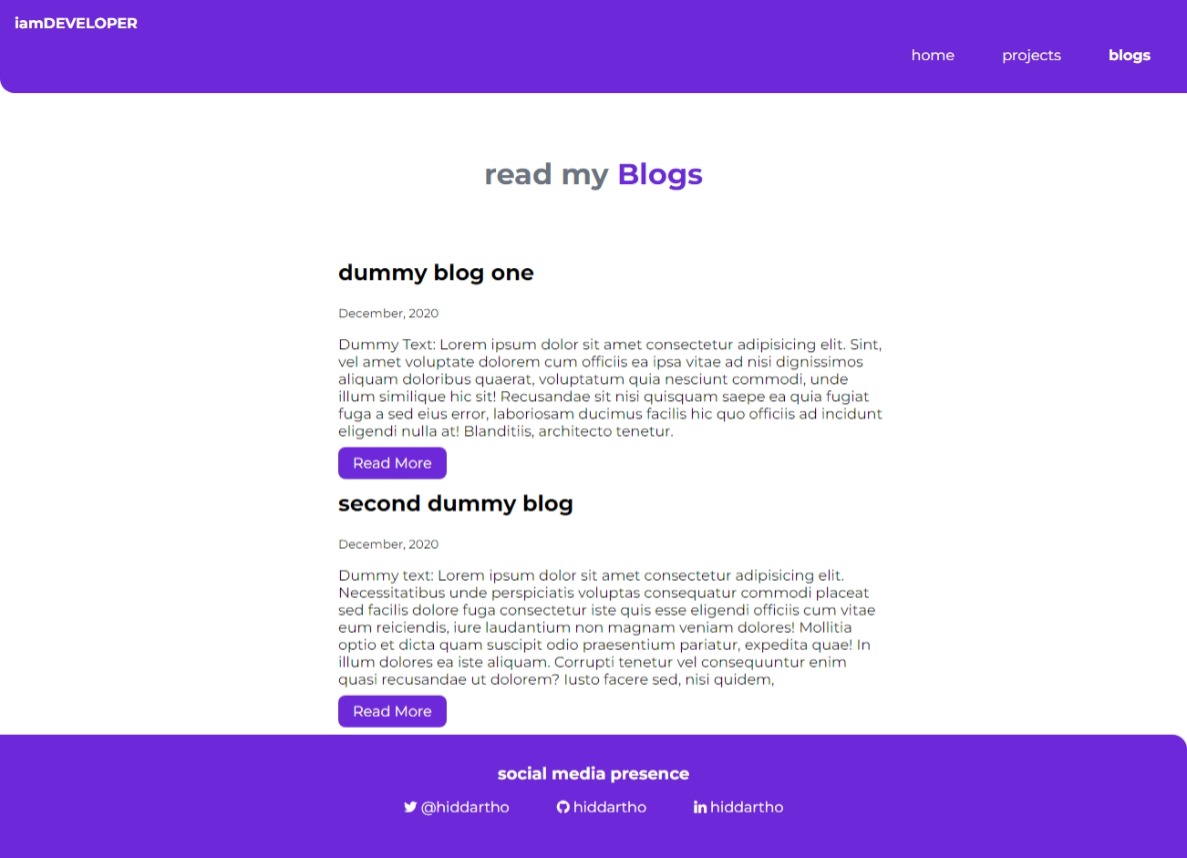 iamDEVELOPER
home projects blogs
read my Blogs
dummy blog one
December, 2020
Dummy Text: Lorem ipsum dolor sit amet consectetur adipisicing elit. Sint,
vel amet voluptate dolorem cum officiis ea ipsa vitae ad nisi dignissimos
aliquam doloribus quaerat, voluptatum quia nesciunt commodi, unde
illum similique hic sit! Recusandae sit nisi quisquam saepe ea quia fugiat
fuga a sed eius error, laboriosam ducimus facilis hic quo officiis ad incidunt
eligendi nulla at! Blanditiis, architecto tenetur.
Read More
second dummy blog
December, 2020
Dummy text: Lorem ipsum dolor sit amet consectetur adipisicing elit.
Necessitatibus unde perspiciatis voluptas consequatur commodi placeat
sed facilis dolore fuga consectetur iste quis esse eligendi officiis cum vitae
eum reiciendis, iure laudantium non magnam veniam dolores! Mollitia
optio et dicta quam suscipit odio praesentium pariatur, expedita quae! In
illum dolores ea iste aliquam. Corrupti tenetur vel consequuntur enim
quasi recusandae ut dolorem? Iusto facere sed, nisi quidem,
Read More
social media presence
@hiddartho hiddartho hiddartho